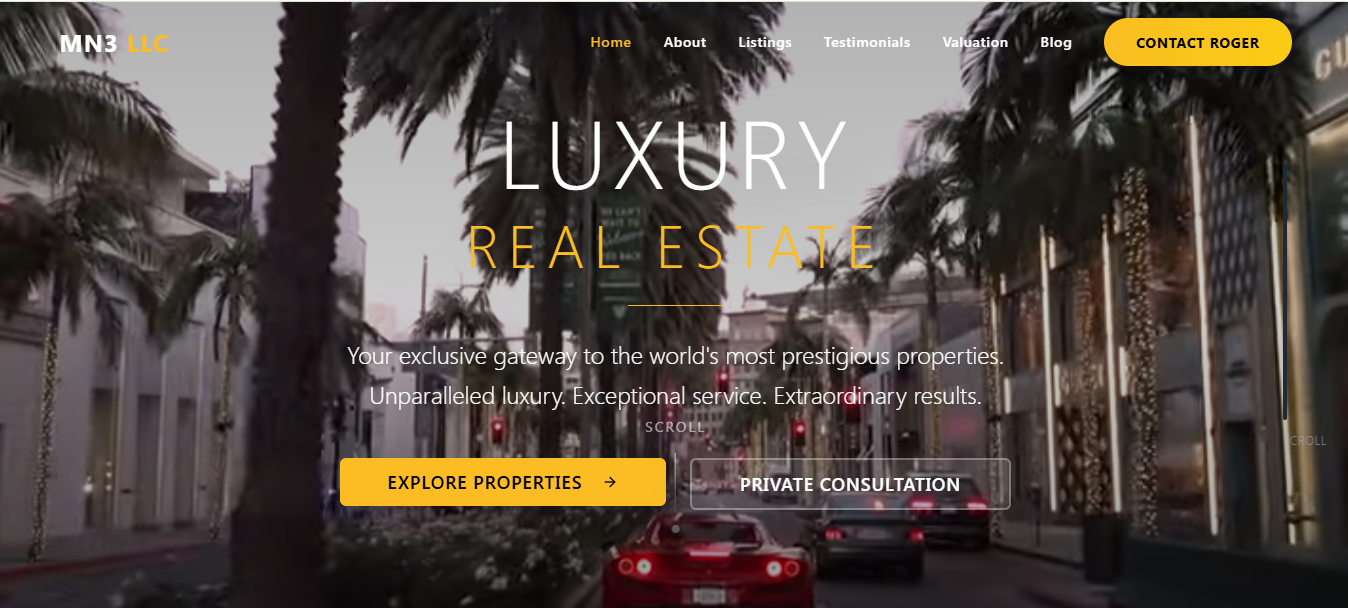 MN3 LLC
Home About Listings Testimonials Valuation Blog CONTACT ROGER
LUXURY
REAL ESTATE
Your exclusive gateway to the world's most prestigious properties.
Unparalleled luxury. Exceptional service. Extraordinary results.
SCROLL
CROLL
EXPLORE PROPERTIES →
PRIVATE CONSULTATION